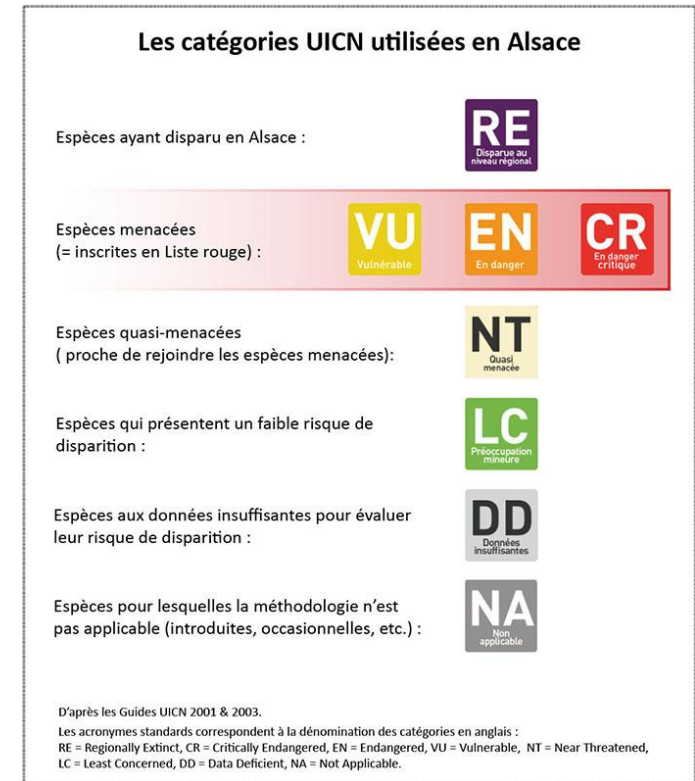 Les catégories UICN utilisées en Alsace
Espèces ayant disparu en Alsace :
RE
Disparue au
niveau régional
Espèces menacées
(= inscrites en Liste rouge) :
VU
Vulnérable
EN
En danger
CR
En danger
critique
Espèces quasi-menacées
( proche de rejoindre les espèces menacées):
NT
Quasi
menacée
Espèces qui présentent un faible risque de
disparition :
LC
Préoccupation
mineure
Espèces aux données insuffisantes pour évaluer
leur risque de disparition :
DD
Données
insuffisantes
Espèces pour lesquelles la méthodologie n'est
pas applicable (introduites, occasionnelles, etc.) :
NA
Non
applicable
D'après les Guides UICN 2001 & 2003.
Les acronymes standards correspondent à la dénomination des catégories en anglais :
RE = Regionally Extinct, CR = Critically Endangered, EN = Endangered, VU = Vulnerable, NT = Near Threatened,
LC = Least Concerned, DD = Data Deficient, NA = Not Applicable.